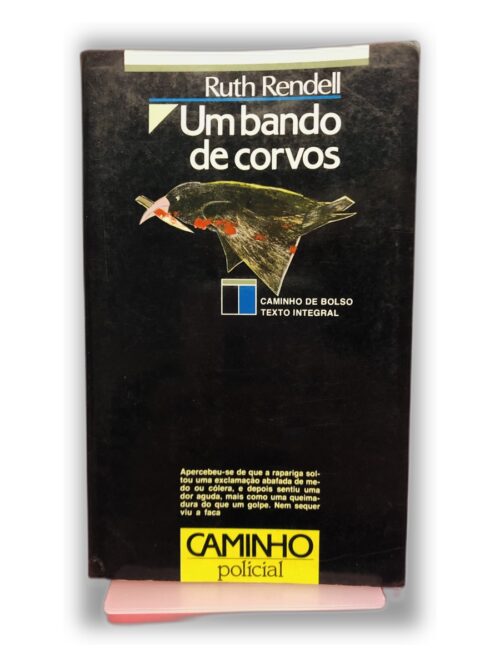 Ruth Rendell
Um bando
de corvos
CAMINHO DE BOLSO
TEXTO INTEGRAL
Apercebeu-se de que a rapariga sol-
tou uma exclamação abafada de me-
do ou cólera, e depois sentiu uma
dor aguda, mais como uma queima-
dura do que um golpe. Nem sequer
viu a faca
CAMINHO
policial